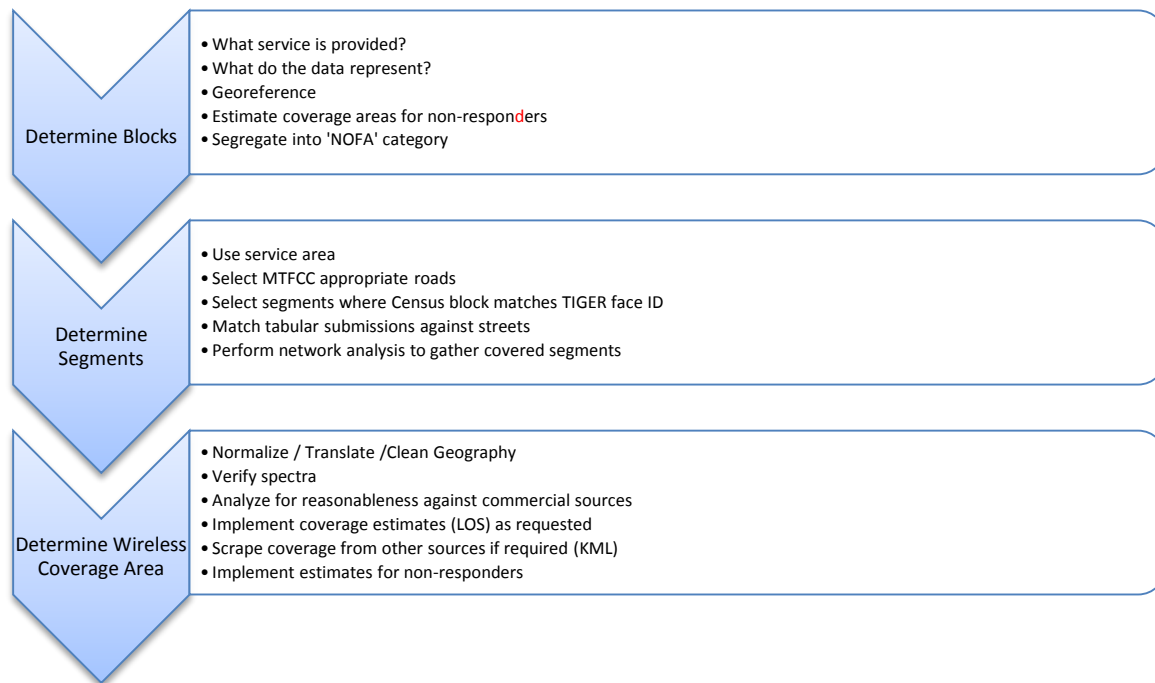 Determine Blocks
• What service is provided?
• What do the data represent?
• Georeference
• Estimate coverage areas for non-responders
• Segregate into 'NOFA' category
Determine
Segments
• Use service area
• Select MTFCC appropriate roads
• Select segments where Census block matches TIGER face ID
• Match tabular submissions against streets
• Perform network analysis to gather covered segments
Determine Wireless
Coverage Area
• Normalize / Translate /Clean Geography
• Verify spectra
• Analyze for reasonableness against commercial sources
• Implement coverage estimates (LOS) as requested
• Scrape coverage from other sources if required (KML)
• Implement estimates for non-responders